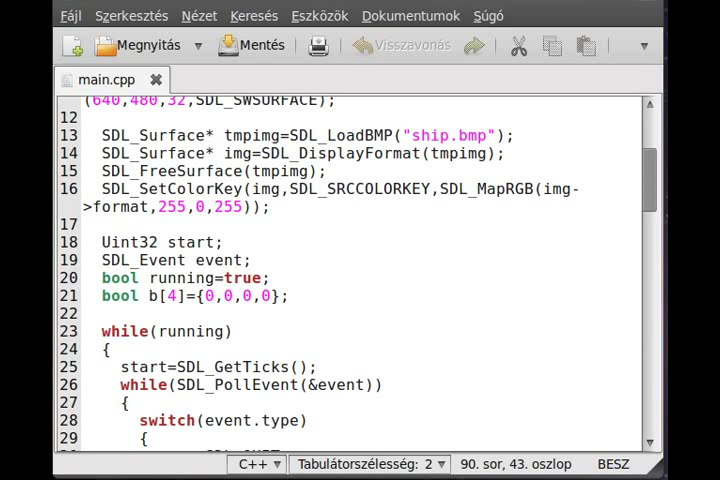 Fájl Szerkesztés Nézet Keresés Eszközök Dokumentumok Súgó
Megnyitás Mentés Visszavonás
main.cpp
(640,480,32,SDL_SWSURFACE);
12
13 SDL_Surface* tmpimg=SDL_LoadBMP("ship.bmp");
14 SDL_Surface* img=SDL_DisplayFormat(tmpimg);
15 SDL_FreeSurface(tmpimg);
16 SDL_SetColorKey(img,SDL_SRCCOLORKEY,SDL_MapRGB(img-
>format,255,0,255));
17
18 Uint32 start;
19 SDL_Event event;
20 bool running=true;
21 bool b[4]={0,0,0,0};
22
23 while(running)
24 {
25 start=SDL_GetTicks();
26 while(SDL_PollEvent(&event))
27 {
28 switch(event.type)
29 {
C++ Tabulátorszélesség: 2 90. sor, 43. oszlop BESZ